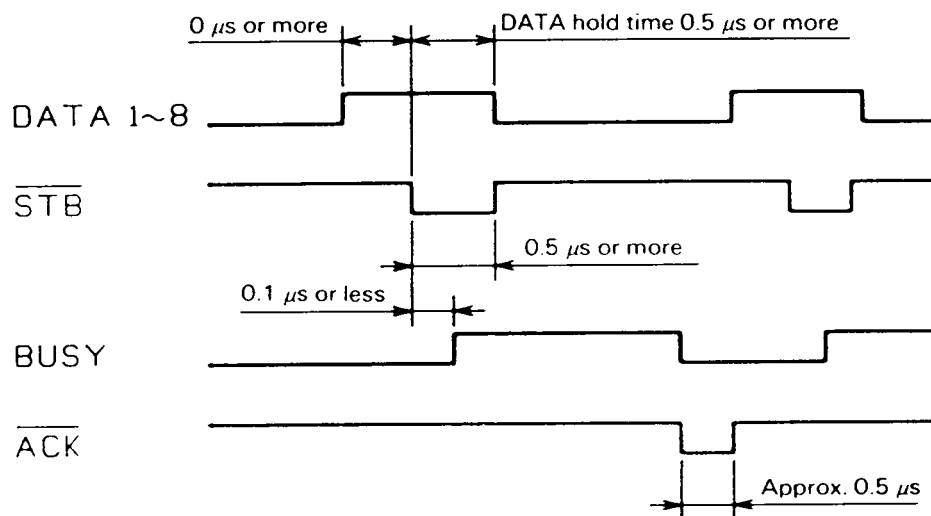 0 μs or more
DATA hold time 0.5 μs or more
DATA 1~8
STB
0.5 μs or more
0.1 μs or less
BUSY
ACK
Approx. 0.5 μs